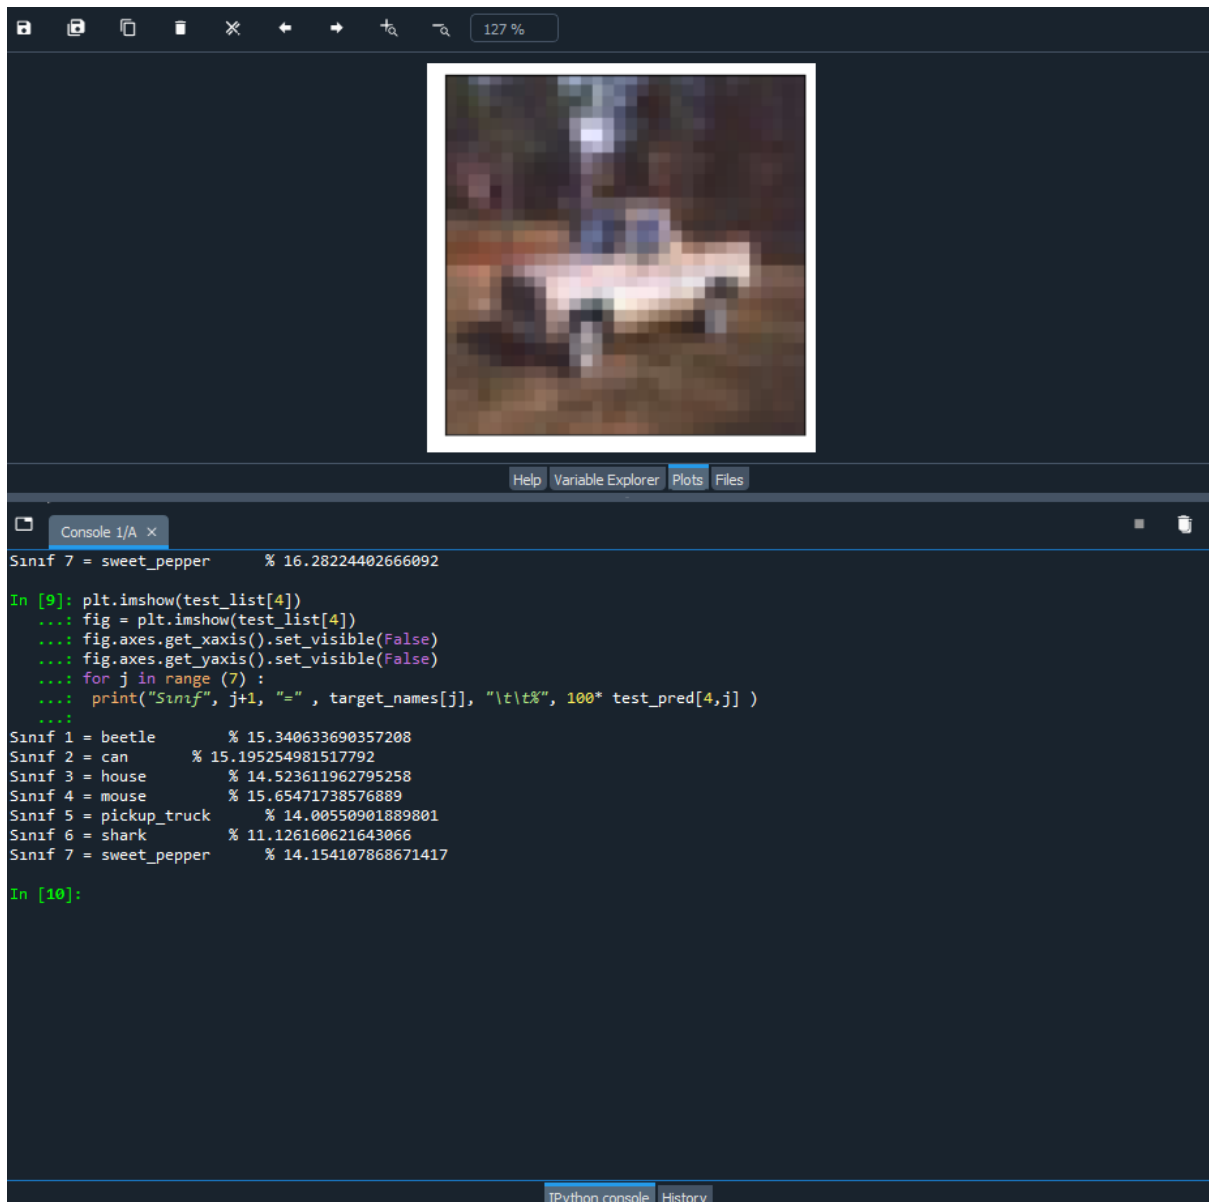 127 %
Help Variable Explorer Plots Files
Console 1/A ×
Sınıf 7 = sweet_pepper % 16.28224402666092
In [9]: plt.imshow(test_list[4])
...: fig = plt.imshow(test_list[4])
...: fig.axes.get_xaxis().set_visible(False)
...: fig.axes.get_yaxis().set_visible(False)
...: for j in range (7) :
...: print("Sınıf", j+1, "=" , target_names[j], "\t\t%", 100* test_pred[4,j] )
...:
Sınıf 1 = beetle % 15.340633690357208
Sınıf 2 = can % 15.195254981517792
Sınıf 3 = house % 14.523611962795258
Sınıf 4 = mouse % 15.65471738576889
Sınıf 5 = pickup_truck % 14.00550901889801
Sınıf 6 = shark % 11.126160621643066
Sınıf 7 = sweet_pepper % 14.154107868671417
In [10]:
IPython console History